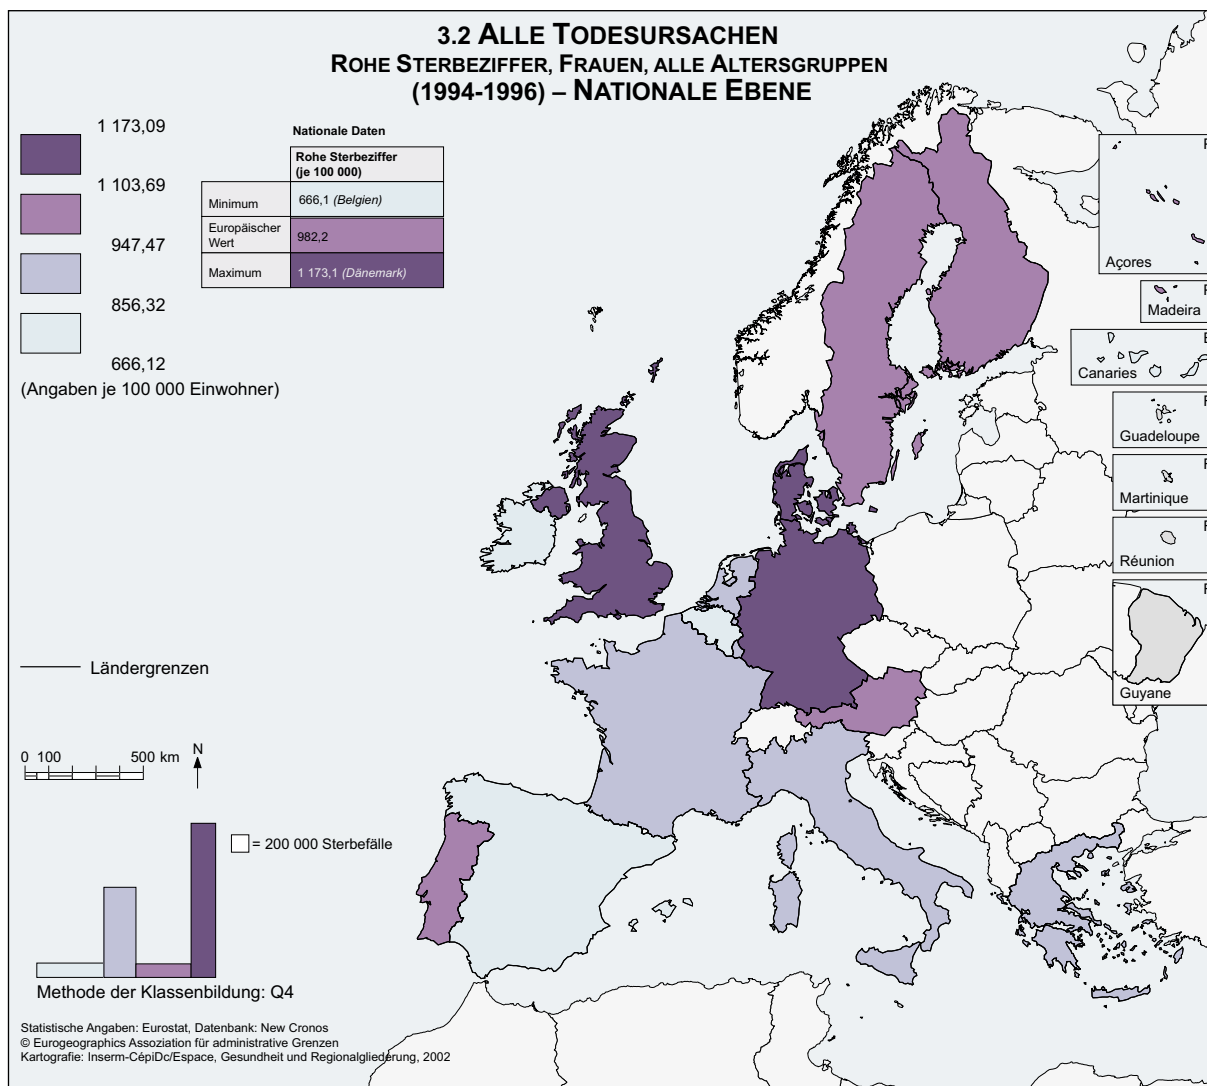 3.2 ALLE TODESURSACHEN
ROHE STERBEZIFFER, FRAUEN, ALLE ALTERSGRUPPEN
(1994-1996) – NATIONALE EBENE
1 173,09
1 103,69
947,47
856,32
666,12
(Angaben je 100 000 Einwohner)
Nationale Daten
Rohe Sterbeziffer
(je 100 000)
Minimum 666,1 (Belgien)
Europäischer
Wert 982,2
Maximum 1 173,1 (Dänemark)
Açores
Madeira
Canaries
Guadeloupe
Martinique
Réunion
Guyane
Ländergrenzen
0 100 500 km
N
= 200 000 Sterbefälle
Methode der Klassenbildung: Q4
Statistische Angaben: Eurostat, Datenbank: New Cronos
© Eurogeographics Assoziation für administrative Grenzen
Kartografie: Inserm-CépiDc/Espace, Gesundheit und Regionalgliederung, 2002